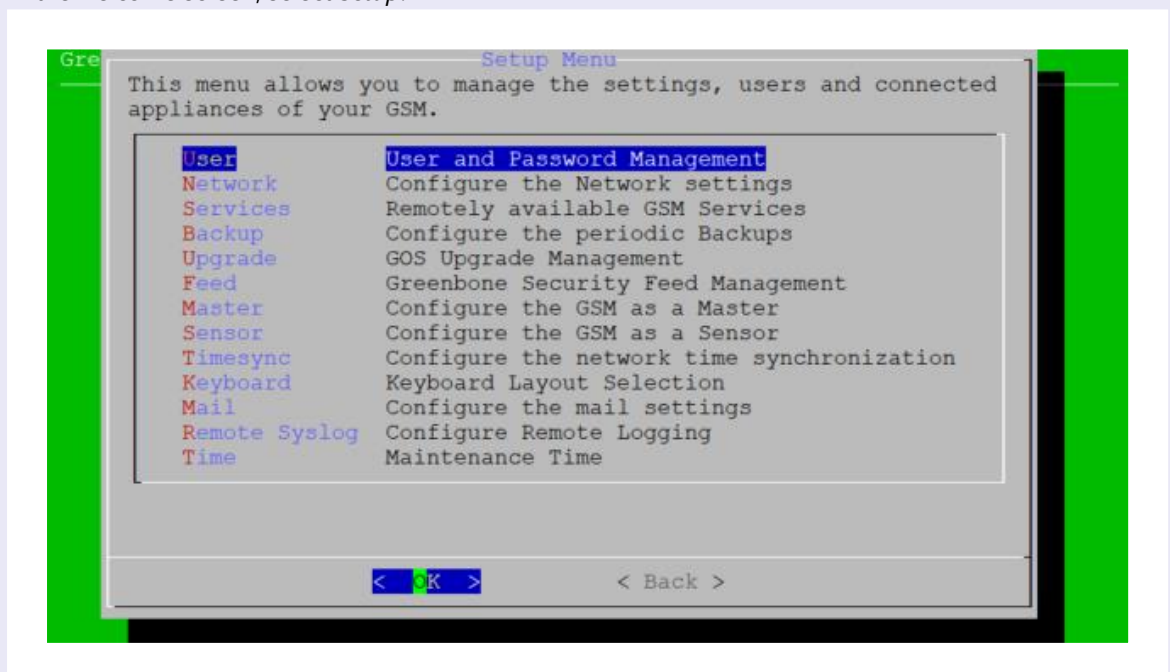 Gre
Setup Menu
This menu allows you to manage the settings, users and connected
appliances of your GSM.
User User and Password Management
Network Configure the Network settings
Services Remotely available GSM Services
Backup Configure the periodic Backups
Upgrade GOS Upgrade Management
Feed Greenbone Security Feed Management
Master Configure the GSM as a Master
Sensor Configure the GSM as a Sensor
Timesync Configure the network time synchronization
Keyboard Keyboard Layout Selection
Mail Configure the mail settings
Remote Syslog Configure Remote Logging
Time Maintenance Time
< OK > < Back >